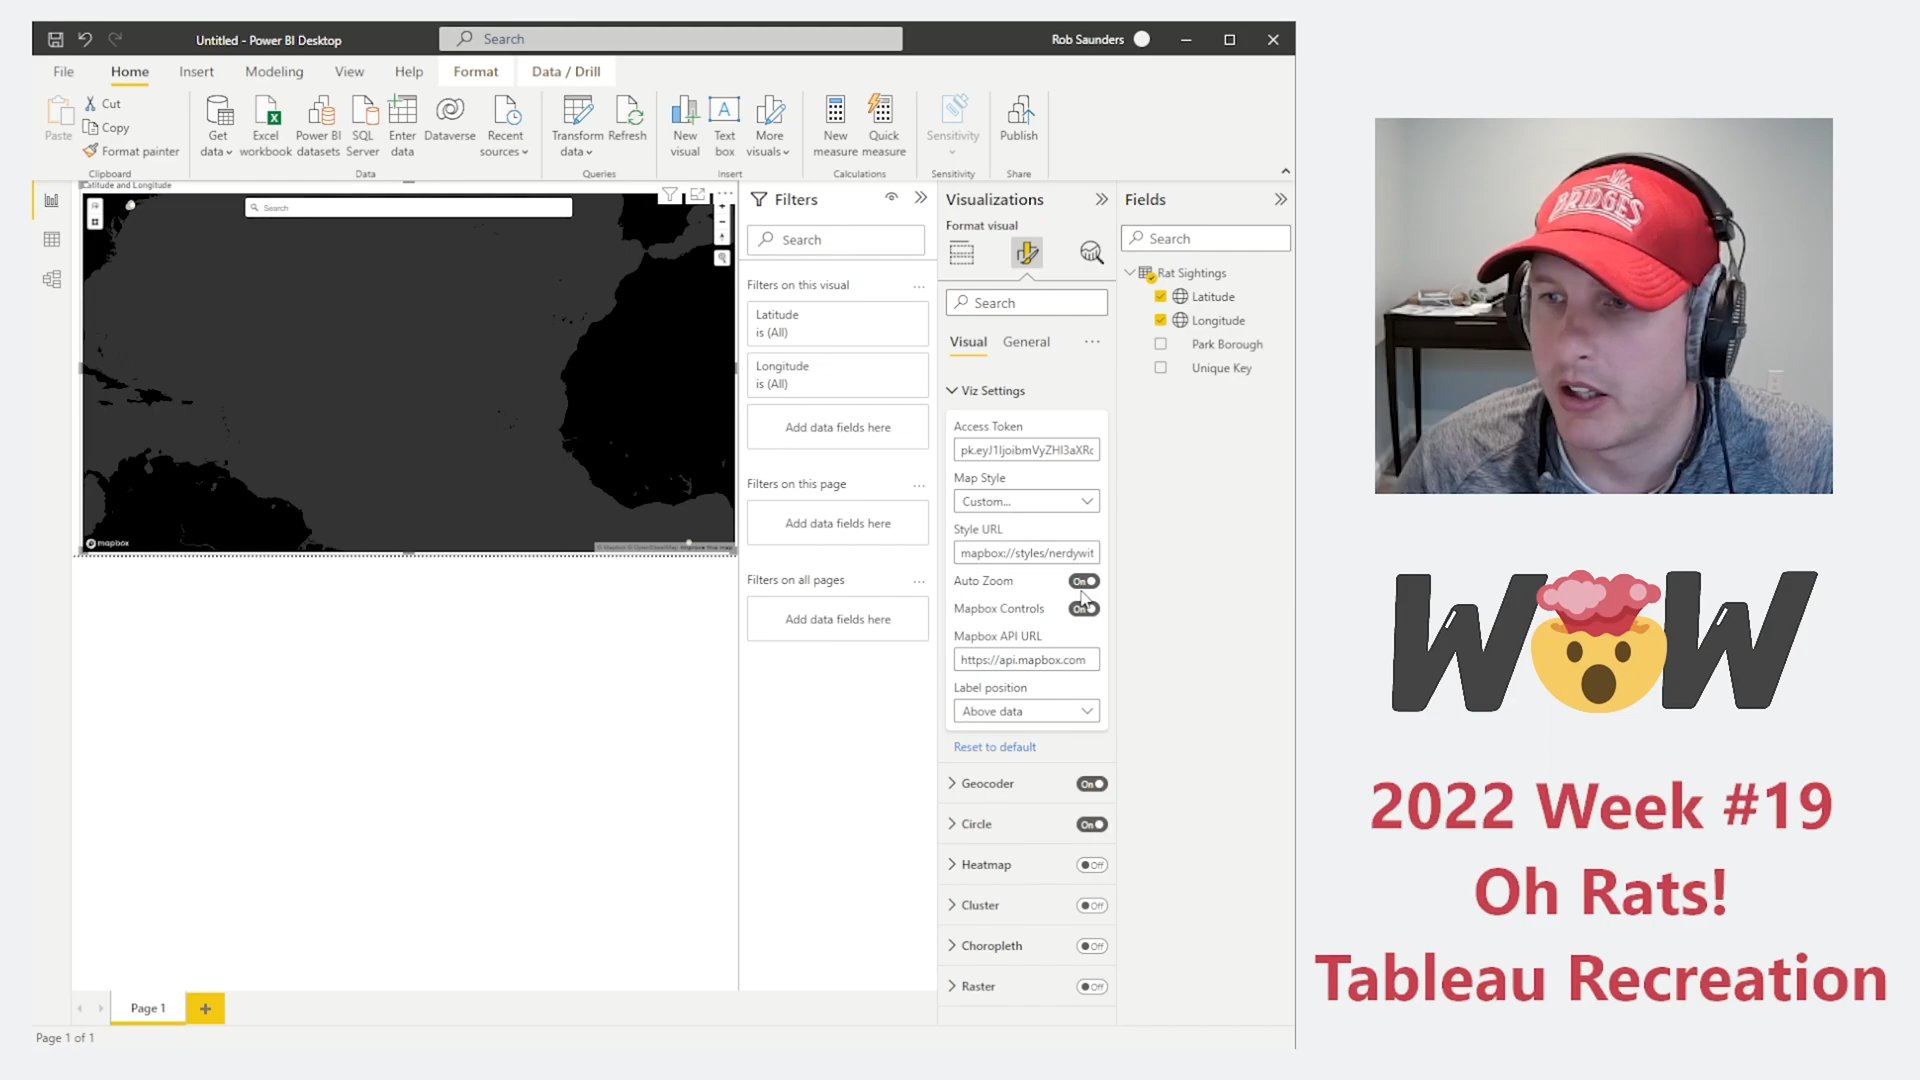 Untitled - Power BI Desktop
Search
Rob Saunders
File
Home
Insert
Modeling
View
Help
Format
Data / Drill
Paste
Cut
Copy
Format painter
Clipboard
Get data
Excel workbook
Power BI datasets
SQL Server
Enter data
Dataverse
Recent sources
Data
Transform data
Refresh
Queries
New visual
Text box
More visuals
Insert
New measure
Quick measure
Calculations
Sensitivity
Sensitivity
Publish
Share
Latitude and Longitude
Search
mapbox
Filters
Search
Filters on this visual
...
Latitude
is (All)
Longitude
is (All)
Add data fields here
Filters on this page
...
Add data fields here
Filters on all pages
...
Add data fields here
Visualizations
Format visual
Search
Visual
General
...
Viz Settings
Access Token
pk.eyJ1IjoibmVyZHl3aXRc
Map Style
Custom...
Style URL
mapbox://styles/nerdywit
Auto Zoom
On
Mapbox Controls
On
Mapbox API URL
https://api.mapbox.com
Label position
Above data
Reset to default
Geocoder
On
Circle
On
Heatmap
Off
Cluster
Off
Choropleth
Off
Raster
Off
Fields
Search
Rat Sightings
Latitude
Longitude
Park Borough
Unique Key
Page 1
+
Page 1 of 1
BRIDGES
WOW
2022 Week #19
Oh Rats!
Tableau Recreation